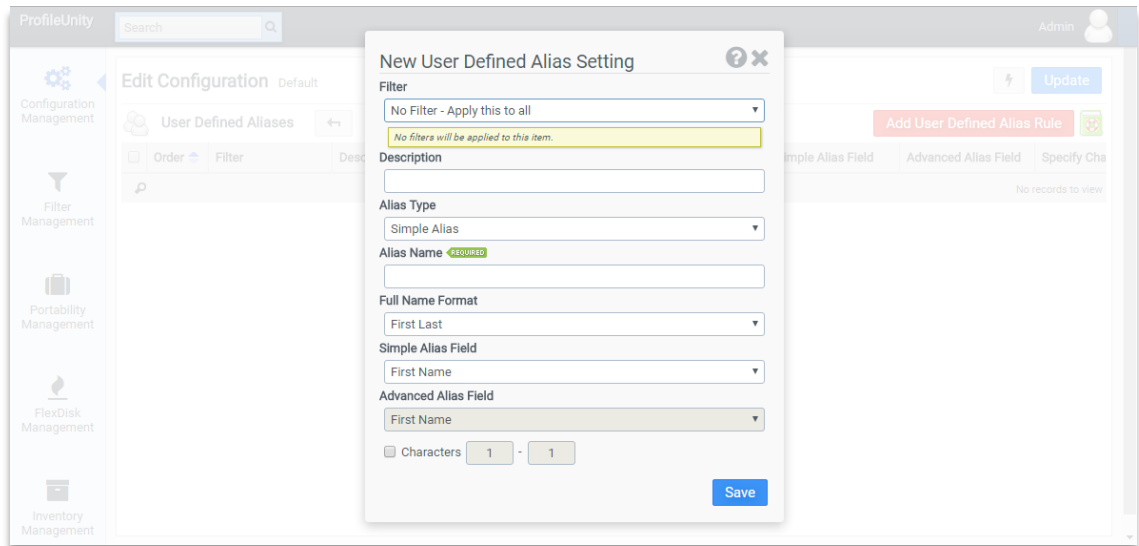 ProfileUnity
Search
Admin
Configuration
Management
Filter
Management
Portability
Management
FlexDisk
Management
Inventory
Management
Edit Configuration Default
Update
User Defined Aliases
Add User Defined Alias Rule
Order Filter Desc
imple Alias Field Advanced Alias Field Specify Cha
No records to view
New User Defined Alias Setting
?
Filter
No Filter - Apply this to all
No filters will be applied to this item.
Description
Alias Type
Simple Alias
Alias Name REQUIRED
Full Name Format
First Last
Simple Alias Field
First Name
Advanced Alias Field
First Name
Characters 1 - 1
Save